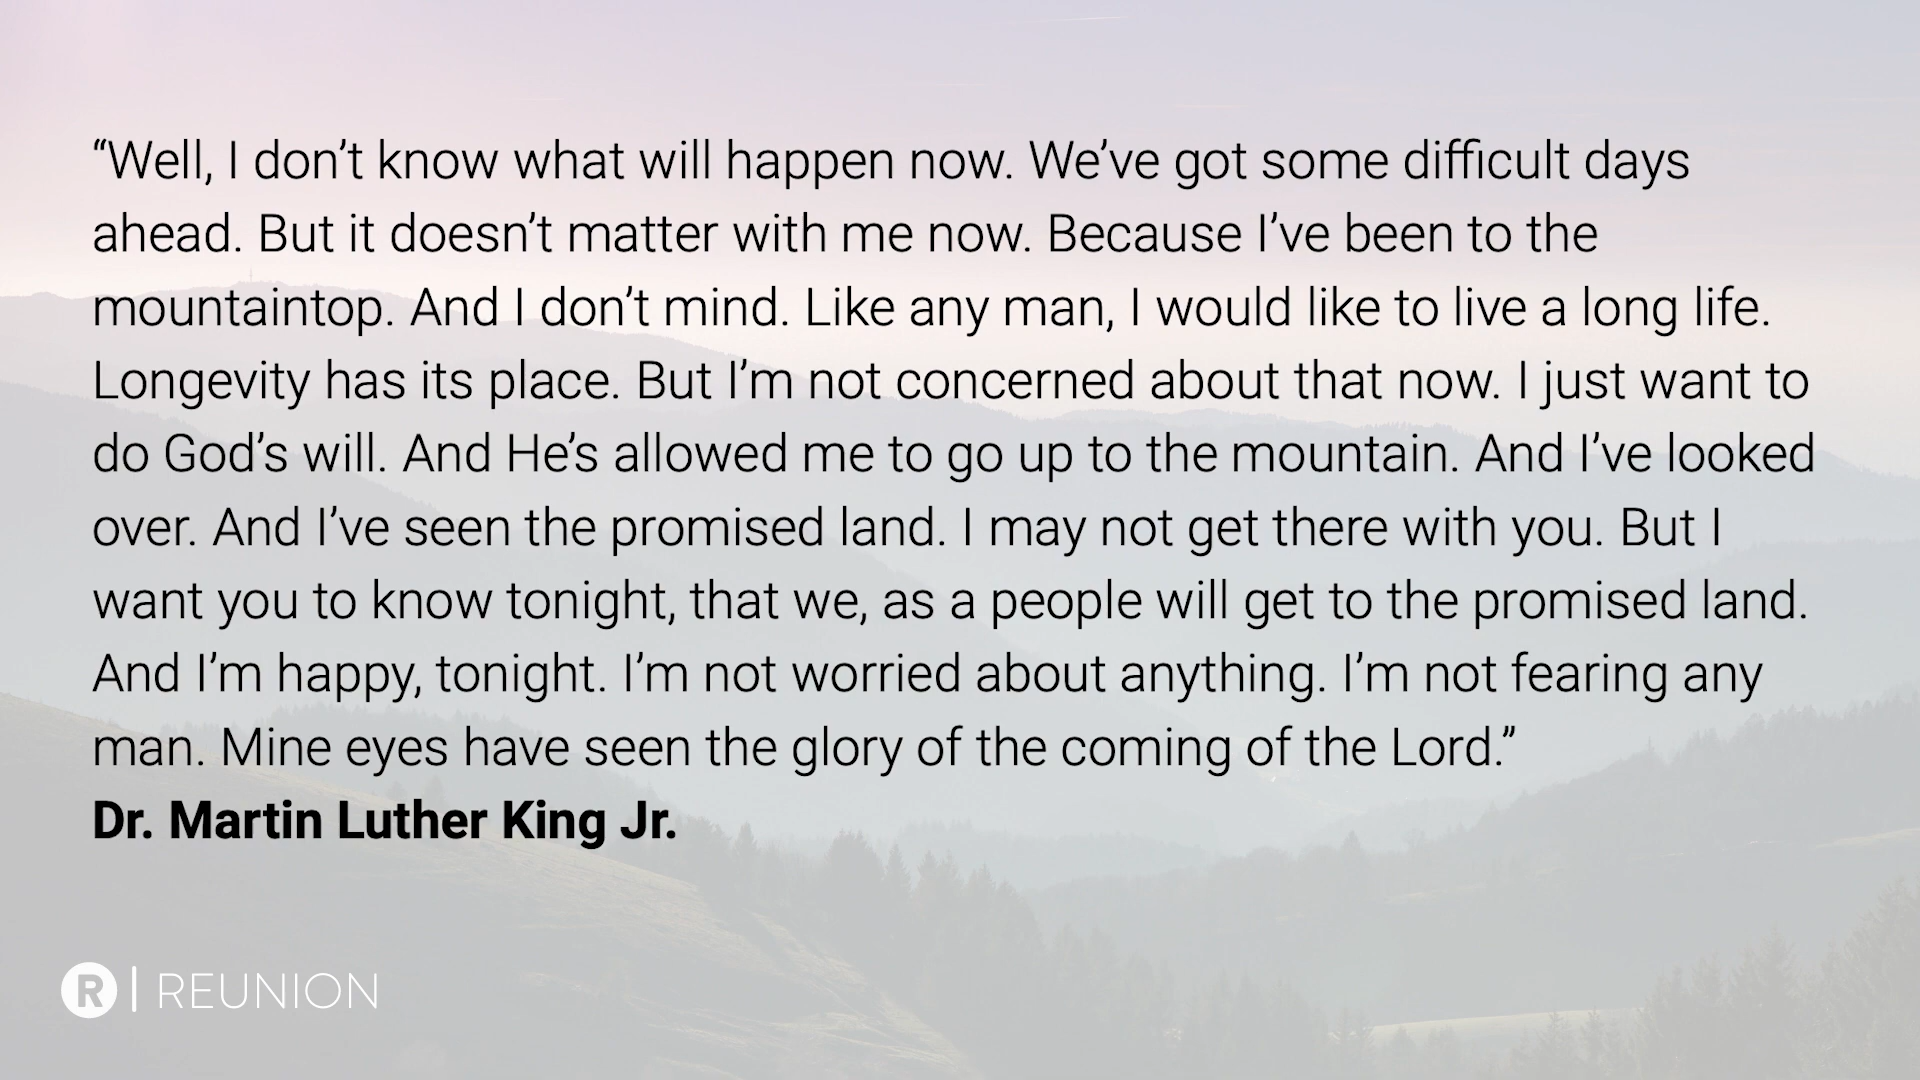 “Well, I don’t know what will happen now. We’ve got some difficult days
ahead. But it doesn’t matter with me now. Because I’ve been to the
mountaintop. And I don’t mind. Like any man, I would like to live a long life.
Longevity has its place. But I’m not concerned about that now. I just want to
do God’s will. And He’s allowed me to go up to the mountain. And I’ve looked
over. And I’ve seen the promised land. I may not get there with you. But I
want you to know tonight, that we, as a people will get to the promised land.
And I’m happy, tonight. I’m not worried about anything. I’m not fearing any
man. Mine eyes have seen the glory of the coming of the Lord.”
Dr. Martin Luther King Jr.
R | REUNION